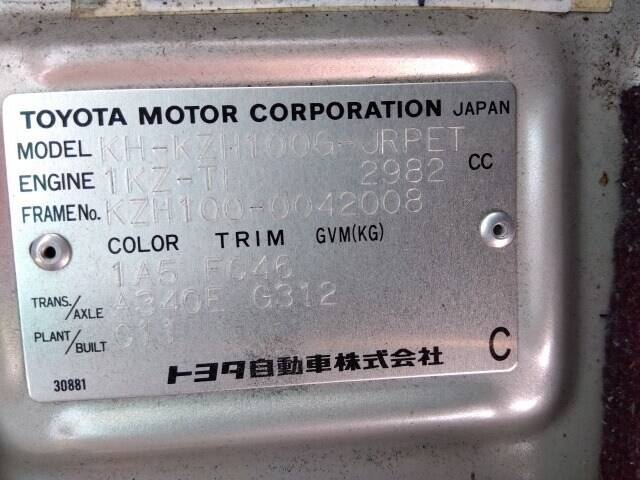 TOYOTA MOTOR CORPORATION JAPAN
MODEL KH-KZH100G-JRPET
ENGINE 2982 CC
FRAME No. KZH100-0042008
COLOR TRIM GVM(KG)
1A5 FC46
TRANS./AXLE A340E G312
PLANT/BUILT C11
トヨタ自動車株式会社 C
30881